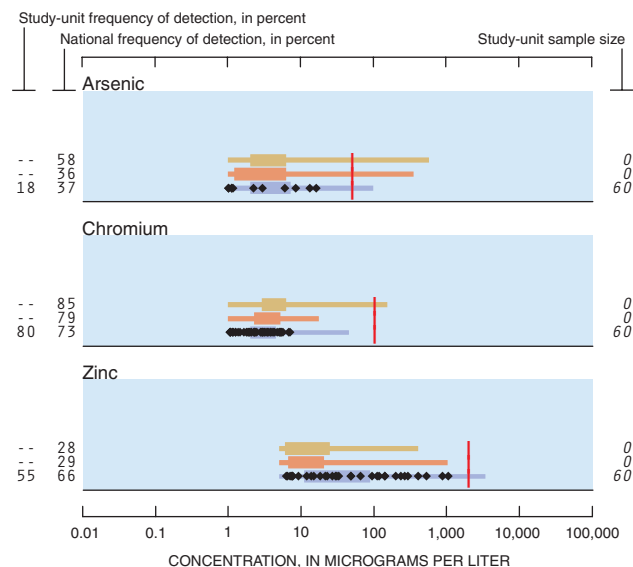 Study-unit frequency of detection, in percent
National frequency of detection, in percent
Study-unit sample size
Arsenic
-- 58 0
-- 36 0
18 37 60
Chromium
-- 85 0
-- 79 0
80 73 60
Zinc
-- 28 0
-- 29 0
55 66 60
0.01 0.1 1 10 100 1,000 10,000 100,000
CONCENTRATION, IN MICROGRAMS PER LITER